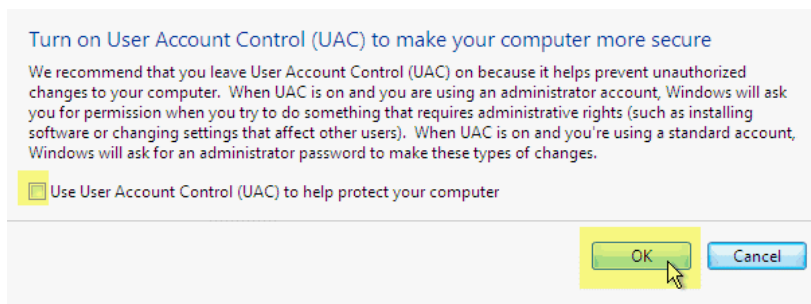 Turn on User Account Control (UAC) to make your computer more secure
We recommend that you leave User Account Control (UAC) on because it helps prevent unauthorized
changes to your computer. When UAC is on and you are using an administrator account, Windows will ask
you for permission when you try to do something that requires administrative rights (such as installing
software or changing settings that affect other users). When UAC is on and you're using a standard account,
Windows will ask for an administrator password to make these types of changes.
Use User Account Control (UAC) to help protect your computer
OK Cancel